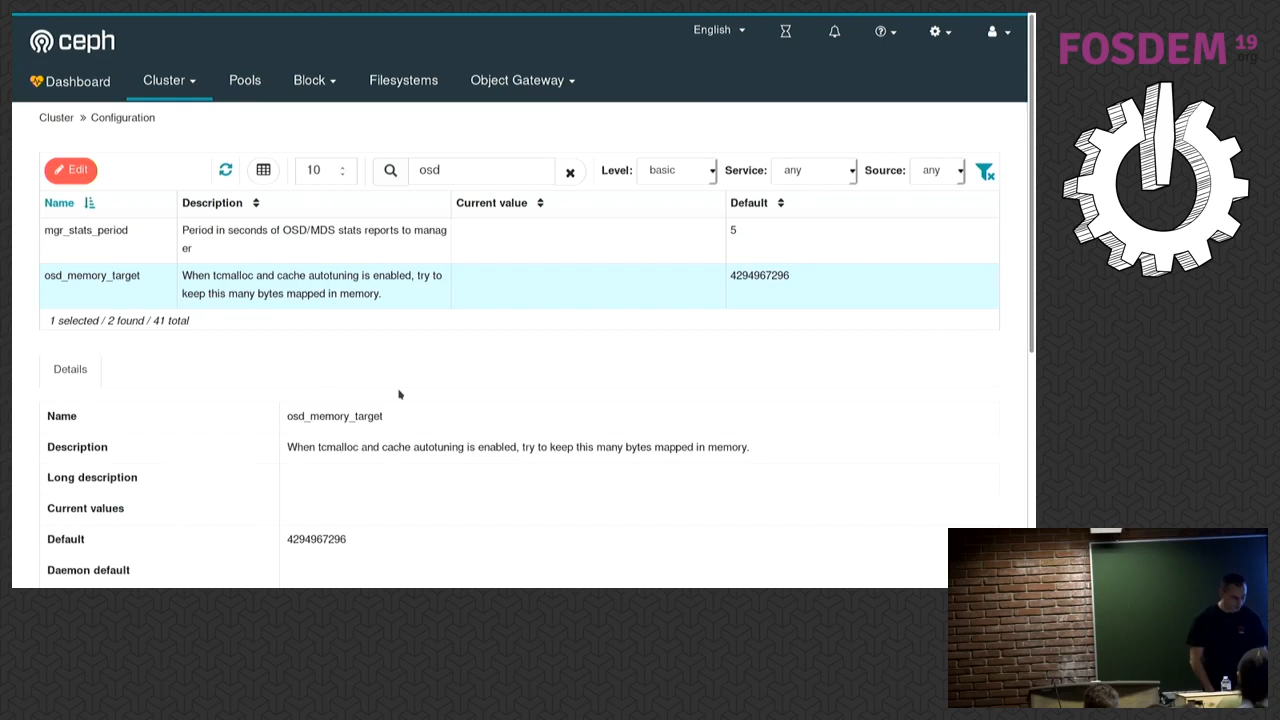 ceph
English
FOSDEM 19
.org
Dashboard Cluster Pools Block Filesystems Object Gateway
Cluster » Configuration
Edit 10 osd Level: basic Service: any Source: any
Name Description Current value Default
mgr_stats_period Period in seconds of OSD/MDS stats reports to manag 5
er
osd_memory_target When tcmalloc and cache autotuning is enabled, try to 4294967296
keep this many bytes mapped in memory.
1 selected / 2 found / 41 total
Details
Name osd_memory_target
Description When tcmalloc and cache autotuning is enabled, try to keep this many bytes mapped in memory.
Long description
Current values
Default 4294967296
Daemon default